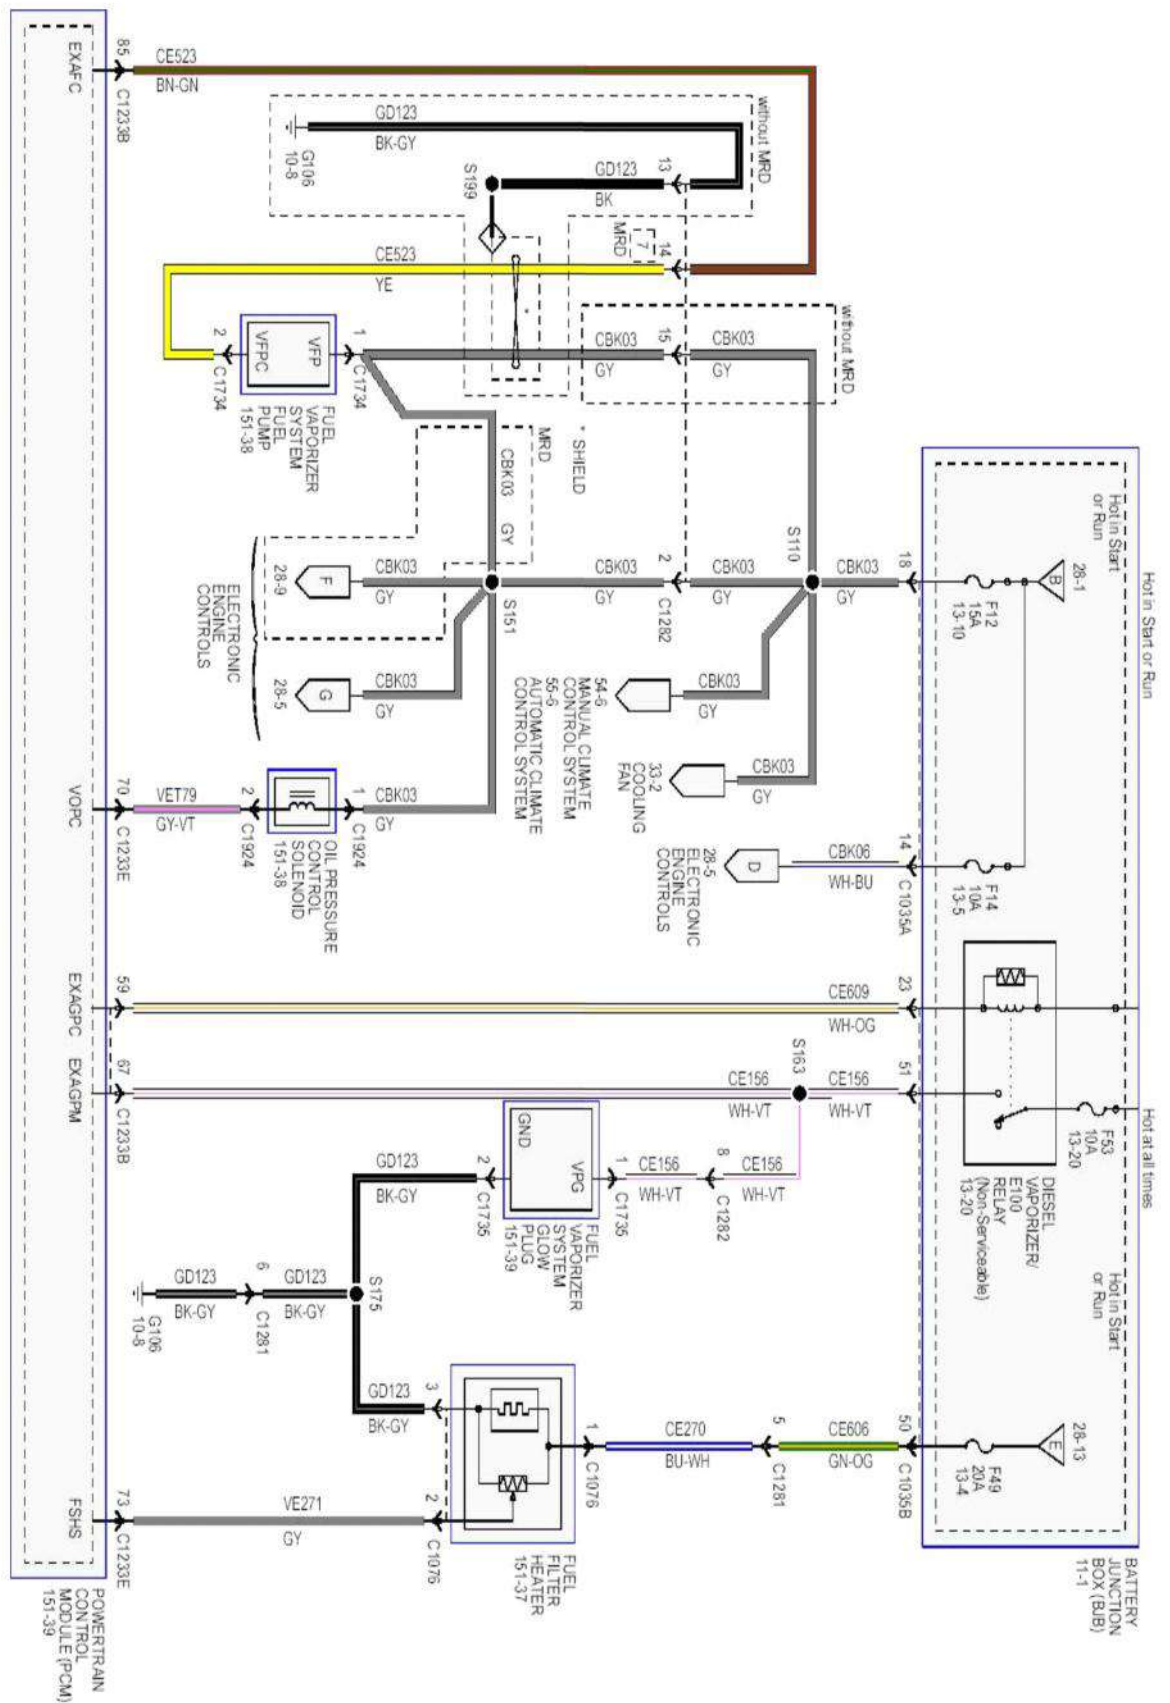 Hot in Start or Run
Hot at all times
BATTERY
JUNCTION
BOX (BJB)
11-1
Hot in Start
or Run
28-1
B
F12
15A
13-10
F14
10A
13-5
F53
10A
13-20
DIESEL
VAPORIZER/
E100
RELAY
(Non-Serviceable)
13-20
Hot in Start
or Run
28-13
E
F49
20A
13-4
18
14
C1035A
23
51
50
C1035B
CBK03
GY
S110
CBK06
WH-BU
D
28-5
ELECTRONIC
ENGINE
CONTROLS
CE609
WH-OG
CE156
WH-VT
S163
CE156
WH-VT
CE606
GN-OG
5
C1281
without MRD
CBK03
GY
15
CBK03
GY
CBK03
GY
2
C1282
CBK03
GY
CBK03
GY
54-6
MANUAL CLIMATE
CONTROL SYSTEM
55-6
AUTOMATIC CLIMATE
CONTROL SYSTEM
CBK03
GY
33-2
COOLING
FAN
CE156
WH-VT
8
C1282
CE156
WH-VT
1
C1735
VPG
GND
FUEL
VAPORIZER
SYSTEM
GLOW
PLUG
151-39
2
C1735
CE270
BU-WH
1
C1076
FUEL
FILTER
HEATER
151-37
3
2
C1076
without MRD
GD123
BK-GY
13
GD123
BK
S199
G106
10-8
14
7
MRD
CE523
YE
*
* SHIELD
MRD
CBK03
GY
S151
CBK03
GY
F
28-9
CBK03
GY
G
28-5
ELECTRONIC
ENGINE
CONTROLS
CBK03
GY
1
C1924
OIL PRESSURE
CONTROL
SOLENOID
151-38
2
C1924
VET79
GY-VT
1
C1734
VFP
VFPC
FUEL
VAPORIZER
SYSTEM
FUEL
PUMP
151-38
2
C1734
GD123
BK-GY
S175
GD123
BK-GY
6
C1281
GD123
BK-GY
G106
10-8
GD123
BK-GY
VE271
GY
CE523
BN-GN
85
C1233B
EXAFC
70
C1233E
VOPC
59
EXAGPC
67
C1233B
EXAGPM
73
C1233E
FSHS
POWERTRAIN
CONTROL
MODULE (PCM)
151-39